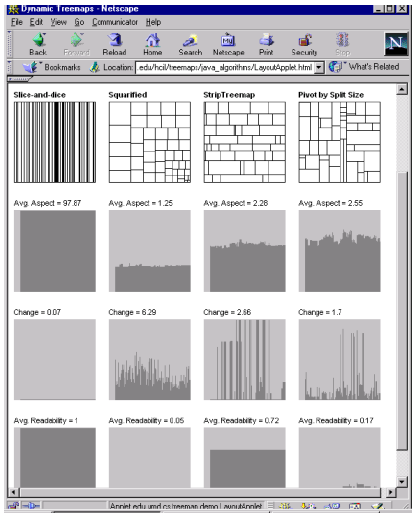 Dynamic Treemaps - Netscape
File Edit View Go Communicator Help
Back Forward Reload Home Search Netscape Print Security Stop
Bookmarks Location: .edu/hcil/treemaps/java_algorithms/LayoutApplet.html What's Related
Slice-and-dice Squarified StripTreemap Pivot by Split Size
Avg. Aspect = 97.87 Avg. Aspect = 1.25 Avg. Aspect = 2.28 Avg. Aspect = 2.55
Change = 0.07 Change = 6.29 Change = 2.66 Change = 1.7
Avg. Readability = 1 Avg. Readability = 0.05 Avg. Readability = 0.72 Avg. Readability = 0.17
Applet edu.umd.cs.treemap.demo.LayoutApplet